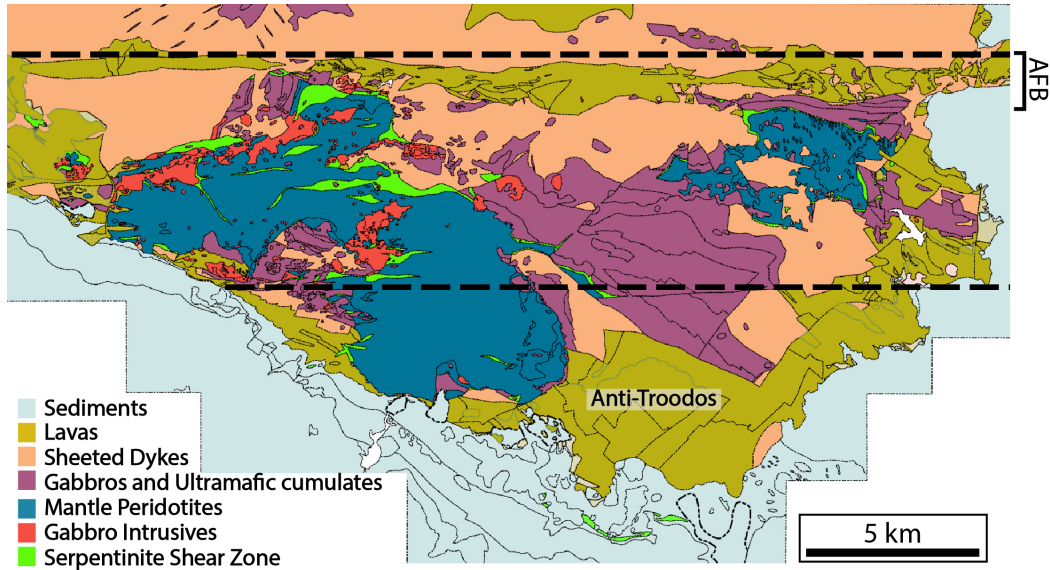 AFB
Anti-Troodos
Sediments
Lavas
Sheeted Dykes
Gabbros and Ultramafic cumulates
Mantle Peridotites
Gabbro Intrusives
Serpentinite Shear Zone
5 km